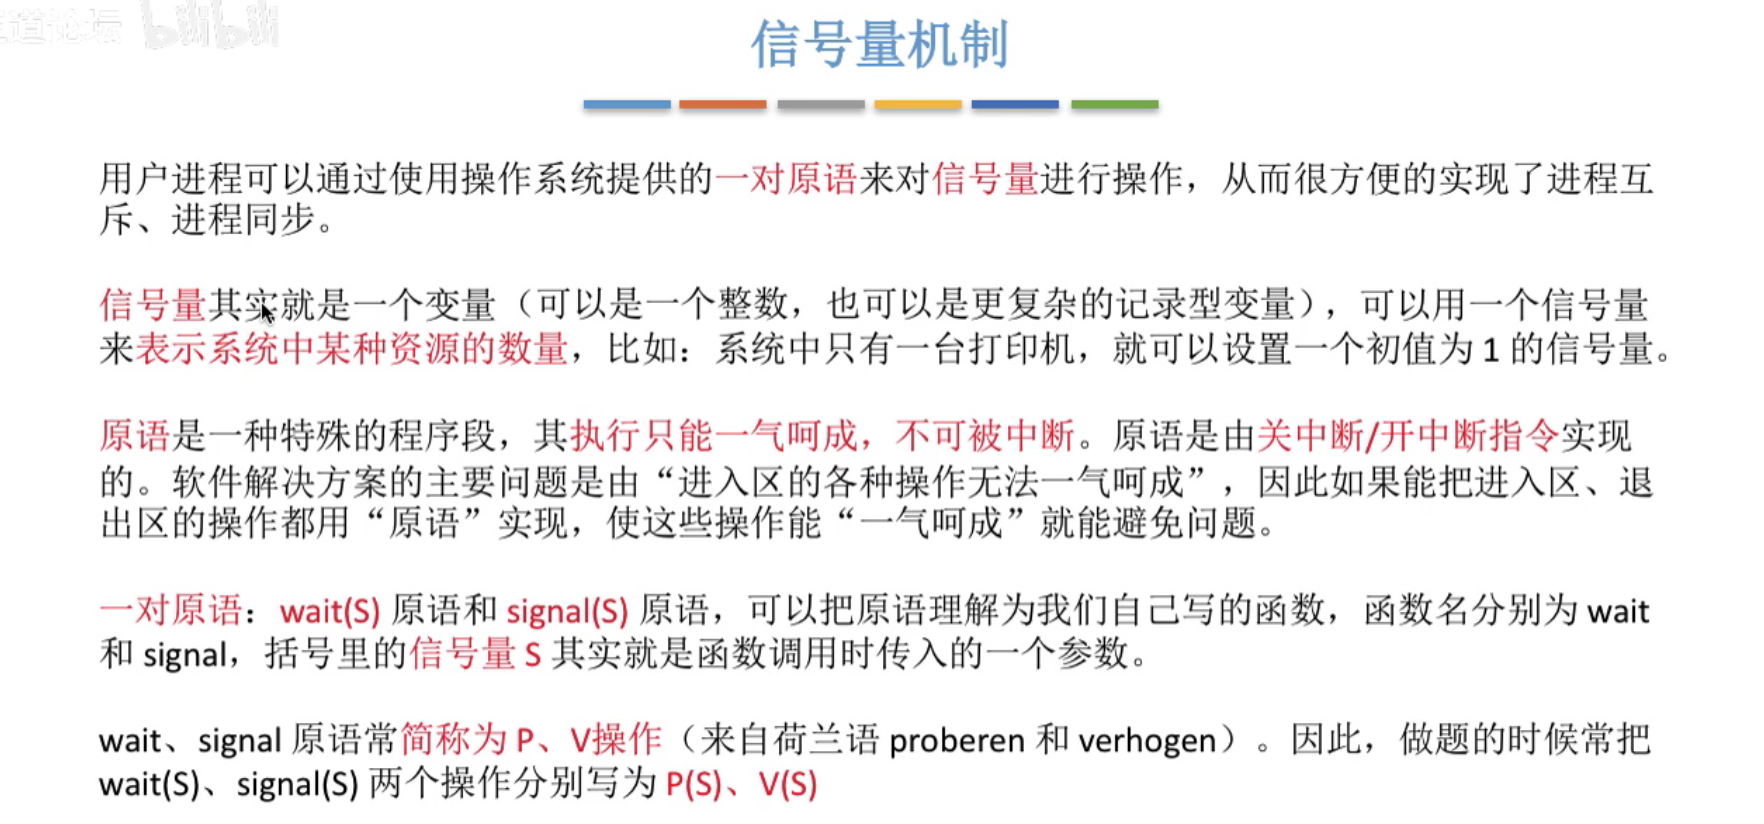 道论坛 bilibili
信号量机制
用户进程可以通过使用操作系统提供的一对原语来对信号量进行操作，从而很方便的实现了进程互
斥、进程同步。
信号量其实就是一个变量（可以是一个整数，也可以是更复杂的记录型变量），可以用一个信号量
来表示系统中某种资源的数量，比如：系统中只有一台打印机，就可以设置一个初值为 1 的信号量。
原语是一种特殊的程序段，其执行只能一气呵成，不可被中断。原语是由关中断/开中断指令实现
的。软件解决方案的主要问题是由“进入区的各种操作无法一气呵成”，因此如果能把进入区、退
出区的操作都用“原语”实现，使这些操作能“一气呵成”就能避免问题。
一对原语：wait(S) 原语和 signal(S) 原语，可以把原语理解为我们自己写的函数，函数名分别为 wait
和 signal，括号里的信号量 S 其实就是函数调用时传入的一个参数。
wait、signal 原语常简称为 P、V操作（来自荷兰语 proberen 和 verhogen）。因此，做题的时候常把
wait(S)、signal(S) 两个操作分别写为 P(S)、V(S)